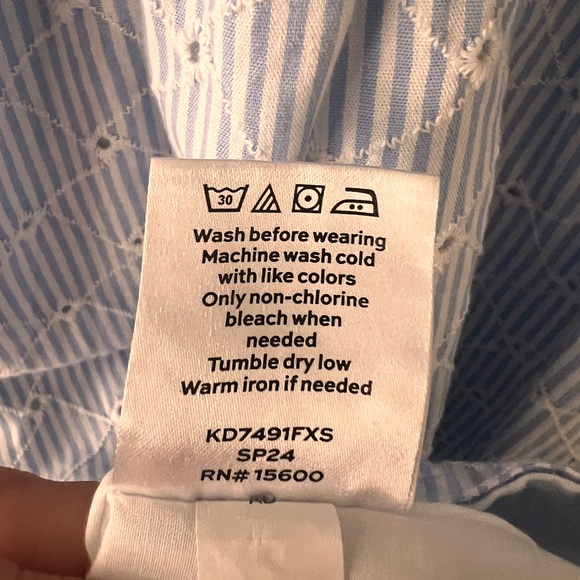 30
Wash before wearing
Machine wash cold
with like colors
Only non-chlorine
bleach when
needed
Tumble dry low
Warm iron if needed
KD7491FXS
SP24
RN# 15600